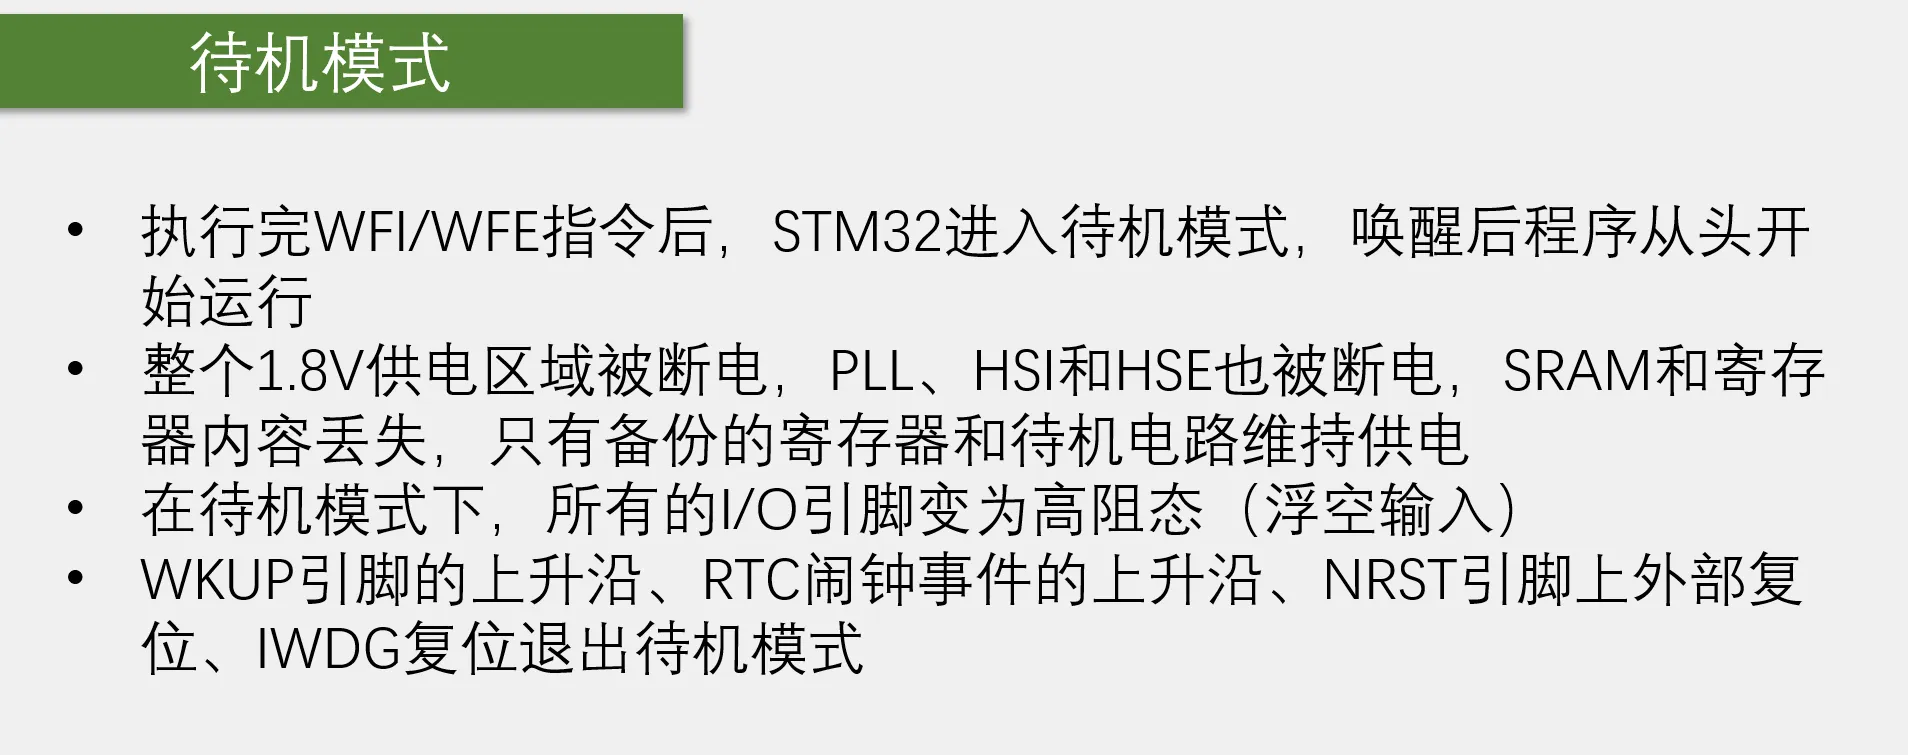 待机模式
• 执行完WFI/WFE指令后，STM32进入待机模式，唤醒后程序从头开
始运行
• 整个1.8V供电区域被断电，PLL、HSI和HSE也被断电，SRAM和寄存
器内容丢失，只有备份的寄存器和待机电路维持供电
• 在待机模式下，所有的I/O引脚变为高阻态（浮空输入）
• WKUP引脚的上升沿、RTC闹钟事件的上升沿、NRST引脚上外部复
位、IWDG复位退出待机模式